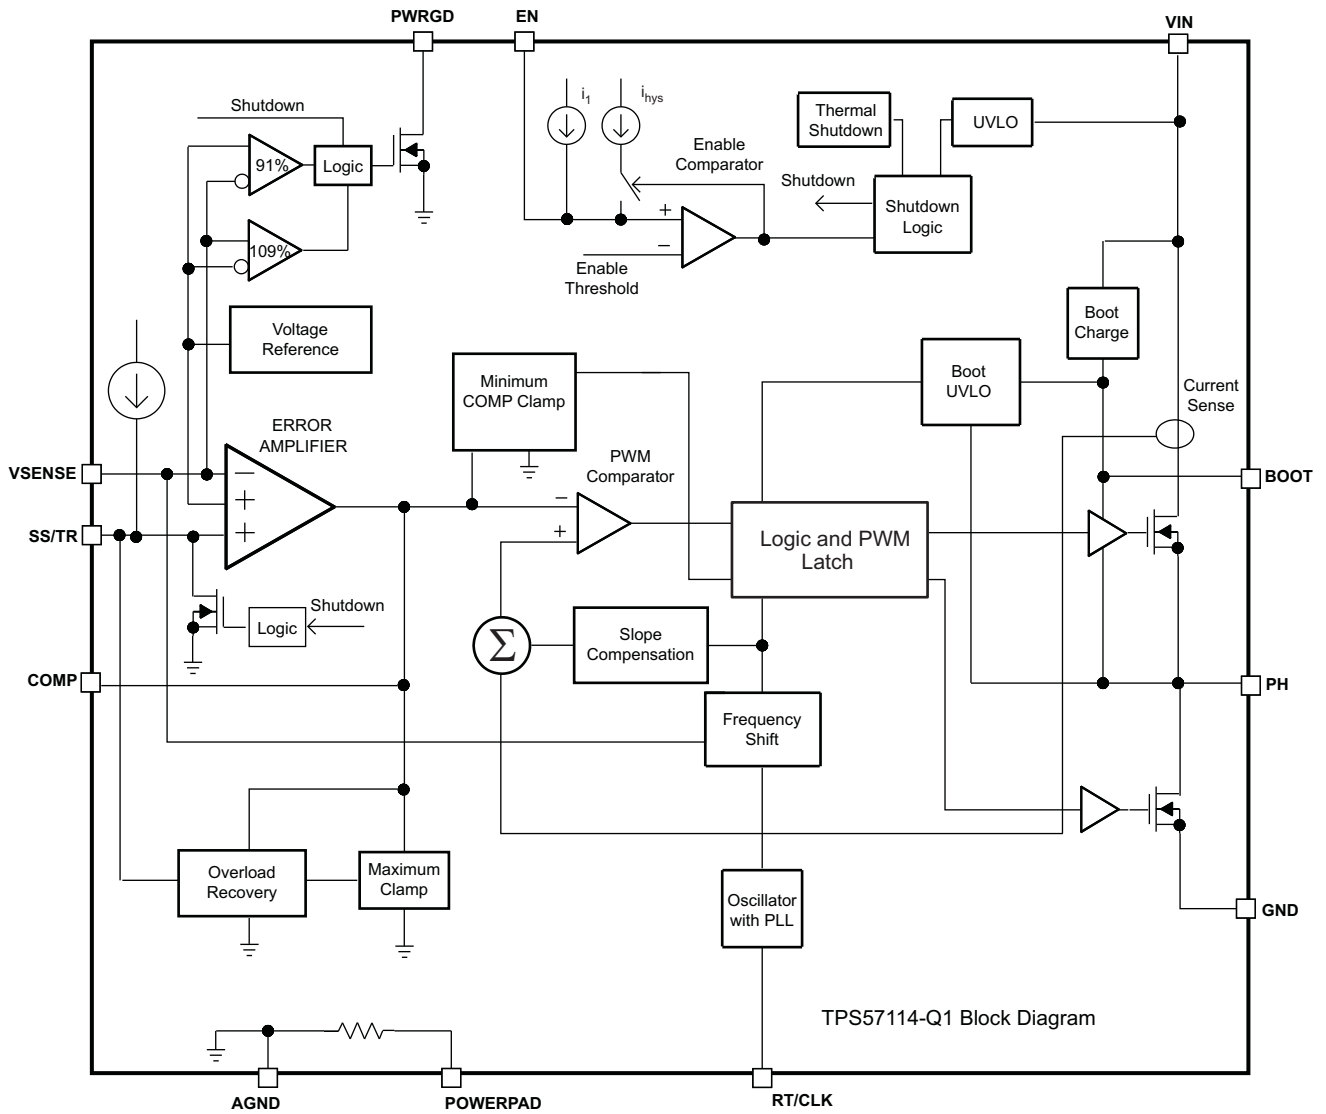 PWRGD
EN
VIN
Shutdown
91%
Logic
109%
i1
ihys
Enable
Comparator
Thermal
Shutdown
UVLO
Shutdown
Shutdown
Logic
+
−
Enable
Threshold
Voltage
Reference
Boot
Charge
Minimum
COMP Clamp
Boot
UVLO
Current
Sense
ERROR
AMPLIFIER
VSENSE
−
+
+
SS/TR
PWM
Comparator
−
+
Logic and PWM
Latch
BOOT
Shutdown
Logic
Σ
Slope
Compensation
COMP
PH
Frequency
Shift
Overload
Recovery
Maximum
Clamp
Oscillator
with PLL
GND
TPS57114-Q1 Block Diagram
AGND
POWERPAD
RT/CLK